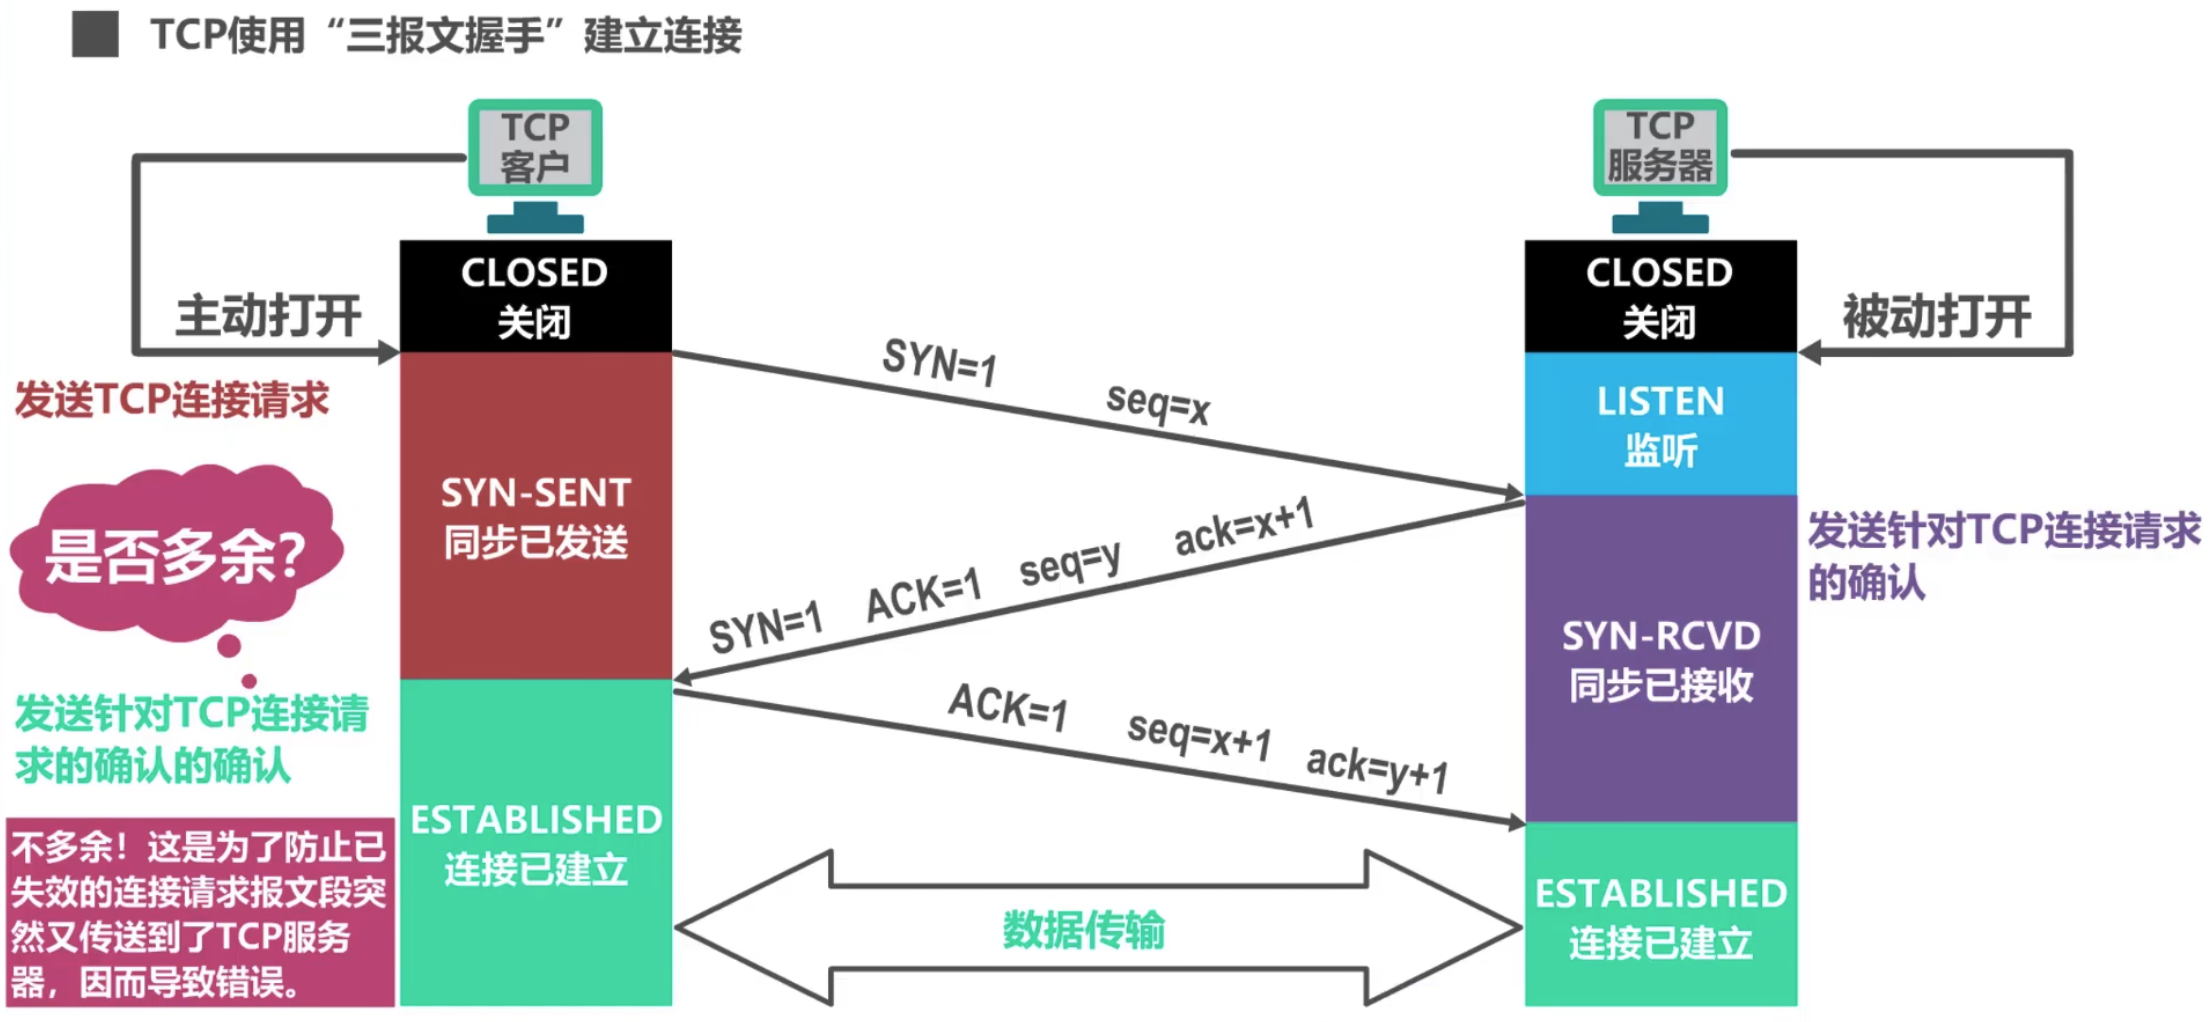 TCP使用“三报文握手”建立连接
TCP
客户
TCP
服务器
CLOSED
关闭
CLOSED
关闭
主动打开
被动打开
SYN=1 seq=x
发送TCP连接请求
LISTEN
监听
SYN-SENT
同步已发送
是否多余?
SYN=1 ACK=1 seq=y ack=x+1
发送针对TCP连接请求
的确认
SYN-RCVD
同步已接收
发送针对TCP连接请
求的确认的确认
ACK=1 seq=x+1 ack=y+1
ESTABLISHED
连接已建立
不多余！这是为了防止已
失效的连接请求报文段突
然又传送到了TCP服务
器，因而导致错误。
数据传输
ESTABLISHED
连接已建立